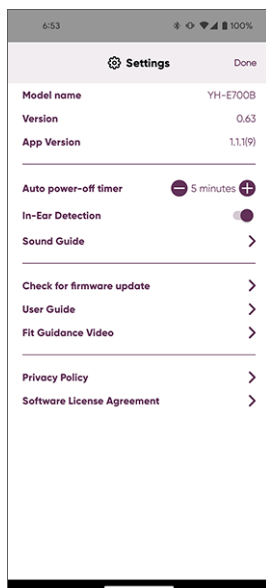 6:53 100%
Settings Done
Model name YH-E700B
Version 0.63
App Version 1.1.1(9)
Auto power-off timer 5 minutes
In-Ear Detection
Sound Guide
Check for firmware update
User Guide
Fit Guidance Video
Privacy Policy
Software License Agreement